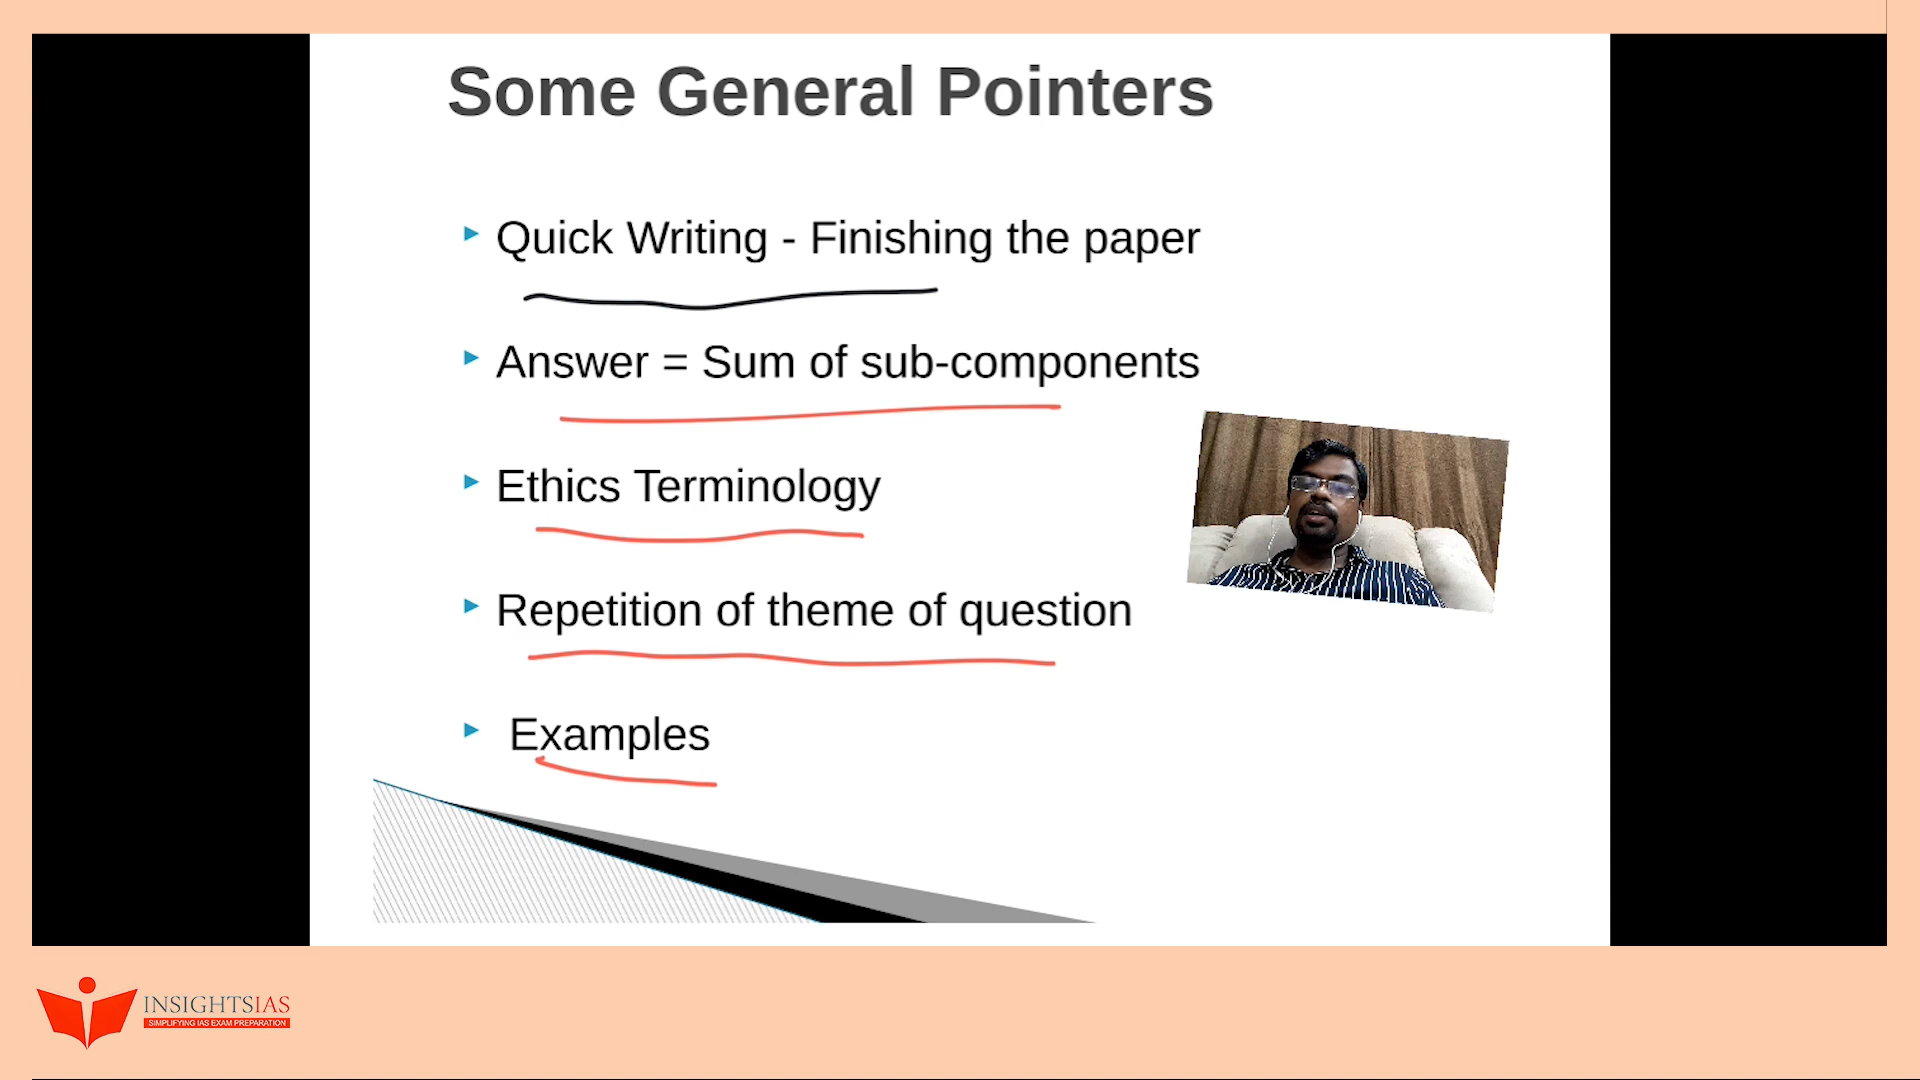 Some General Pointers
Quick Writing - Finishing the paper
Answer = Sum of sub-components
Ethics Terminology
Repetition of theme of question
Examples
INSIGHTSIAS
SIMPLIFYING IAS EXAM PREPARATION